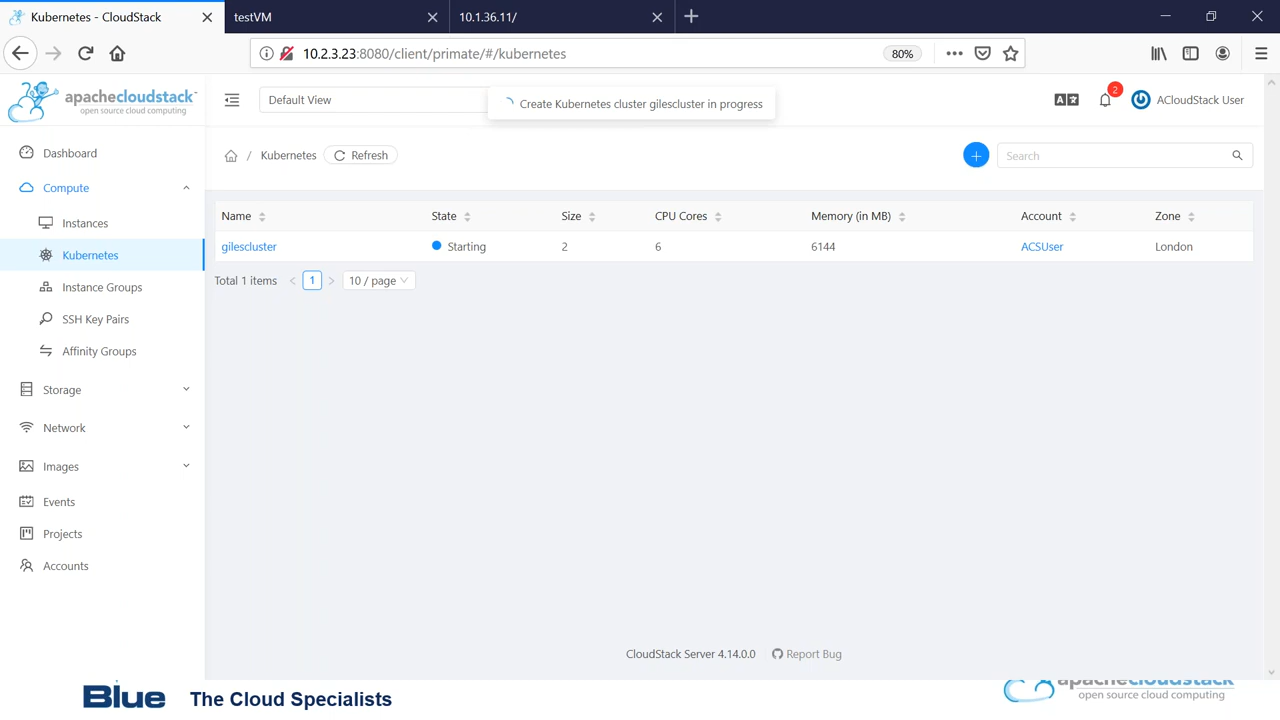 Kubernetes - CloudStack
testVM
10.1.36.11/
10.2.3.23:8080/client/primate/#/kubernetes
80%
apachecloudstack™
open source cloud computing
Default View
Create Kubernetes cluster gilescluster in progress
2
ACloudStack User
Dashboard
Compute
Instances
Kubernetes
Instance Groups
SSH Key Pairs
Affinity Groups
Storage
Network
Images
Events
Projects
Accounts
/ Kubernetes Refresh
Search
Name State Size CPU Cores Memory (in MB) Account Zone
gilescluster Starting 2 6 6144 ACSUser London
Total 1 items < 1 > 10 / page
CloudStack Server 4.14.0.0 Report Bug
Blue The Cloud Specialists
apachecloudstack
open source cloud computing